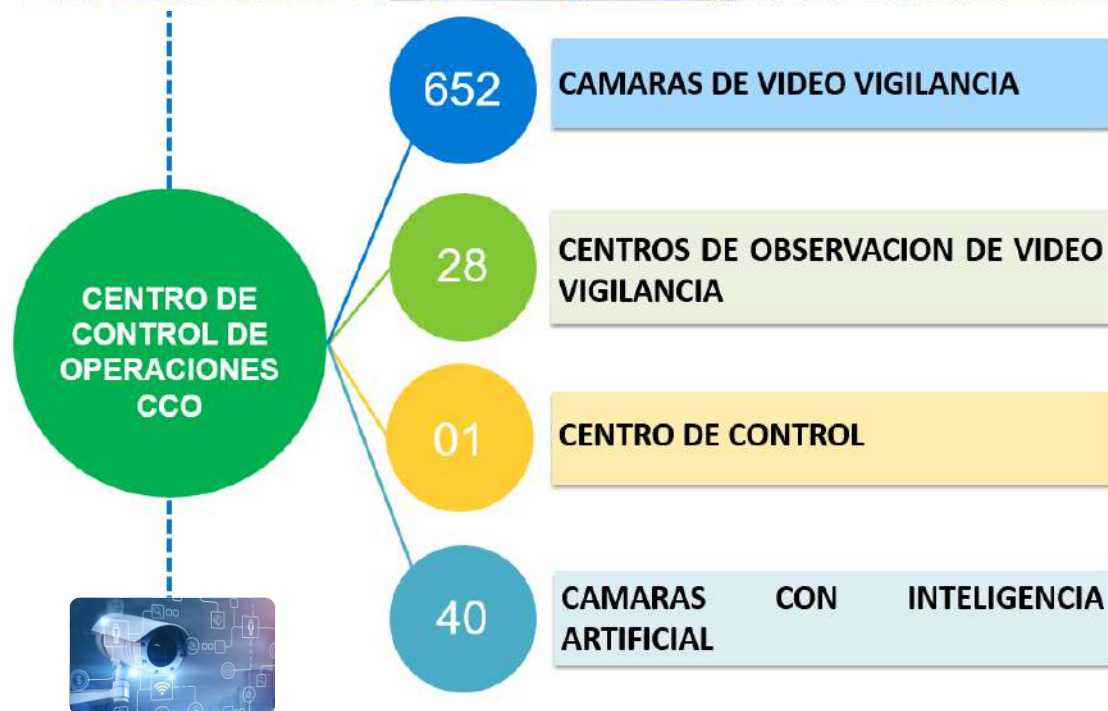 652
CAMARAS DE VIDEO VIGILANCIA
28
CENTROS DE OBSERVACION DE VIDEO
VIGILANCIA
CENTRO DE
CONTROL DE
OPERACIONES
CCO
01
CENTRO DE CONTROL
40
CAMARAS CON INTELIGENCIA
ARTIFICIAL